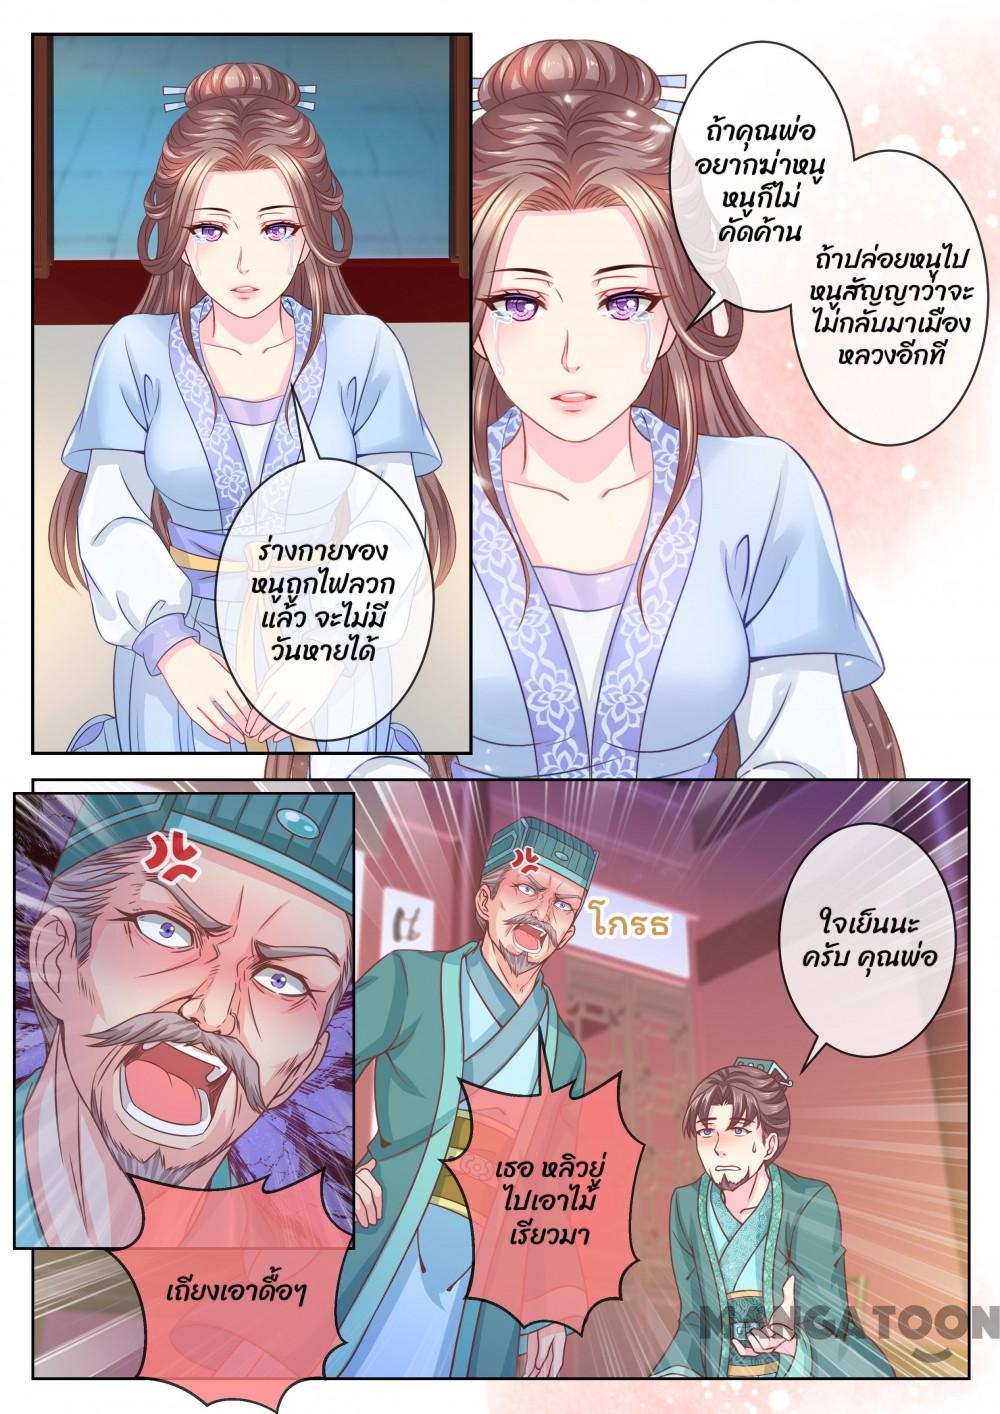 ร่างกายของ
หนูถูกไฟลวก
แล้ว จะไม่มี
วันหายได้
ถ้าคุณพ่อ
อยากฆ่าหนู
หนูก็ไม่
คัดค้าน
ถ้าปล่อยหนูไป
หนูสัญญาว่าจะ
ไม่กลับมาเมือง
หลวงอีกที
เถียงเอาดื้อๆ
โกรธ
เธอ หลิวยู่
ไปเอาไม้
เรียวมา
ใจเย็นนะ
ครับ คุณพ่อ
MANGATOON